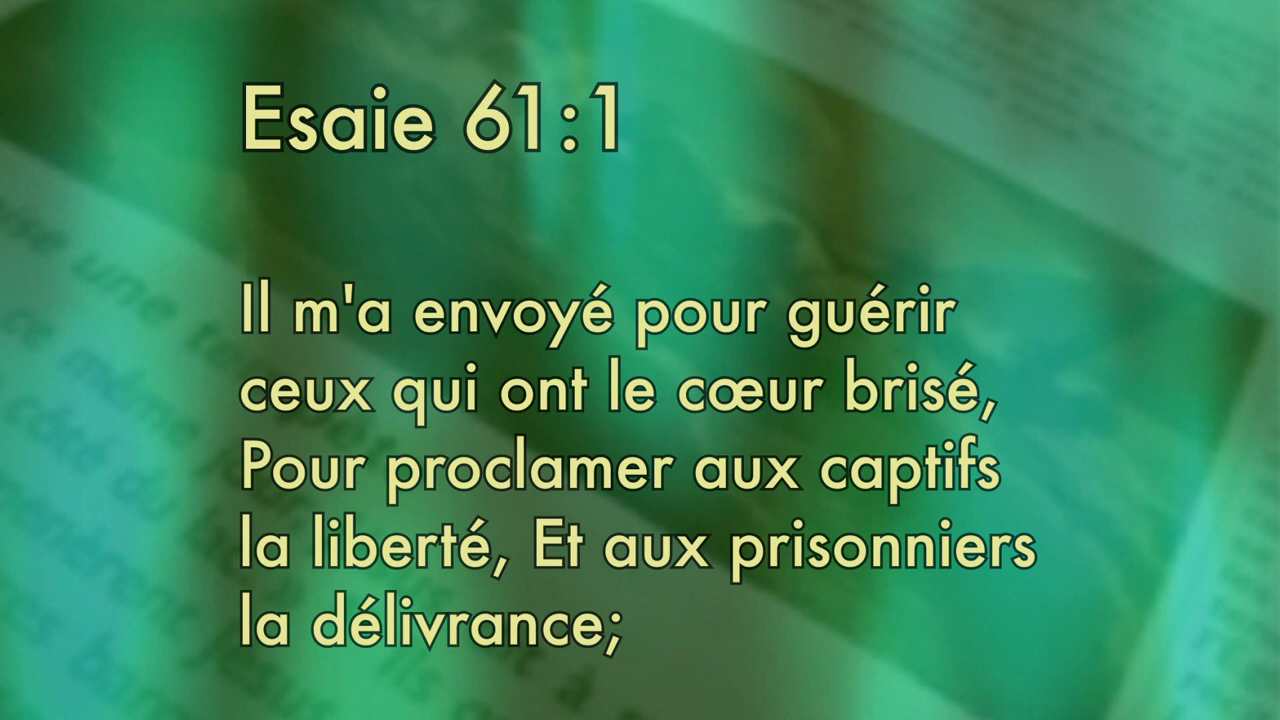 Esaie 61:1
Il m'a envoyé pour guérir
ceux qui ont le cœur brisé,
Pour proclamer aux captifs
la liberté, Et aux prisonniers
la délivrance;